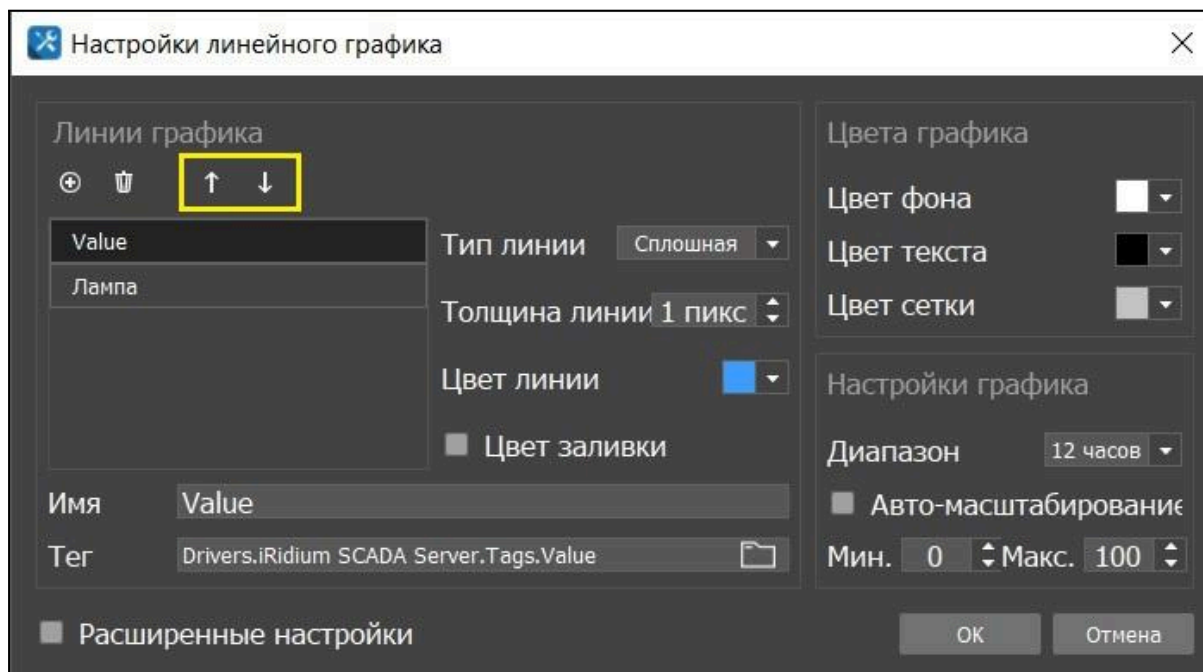 Настройки линейного графика
Линии графика
Value
Лампа
Тип линии Сплошная
Толщина линии 1 пикс
Цвет линии
Цвет заливки
Имя Value
Тег Drivers.iRidium SCADA Server.Tags.Value
Расширенные настройки
Цвета графика
Цвет фона
Цвет текста
Цвет сетки
Настройки графика
Диапазон 12 часов
Авто-масштабирование
Мин. 0 Макс. 100
OK Отмена